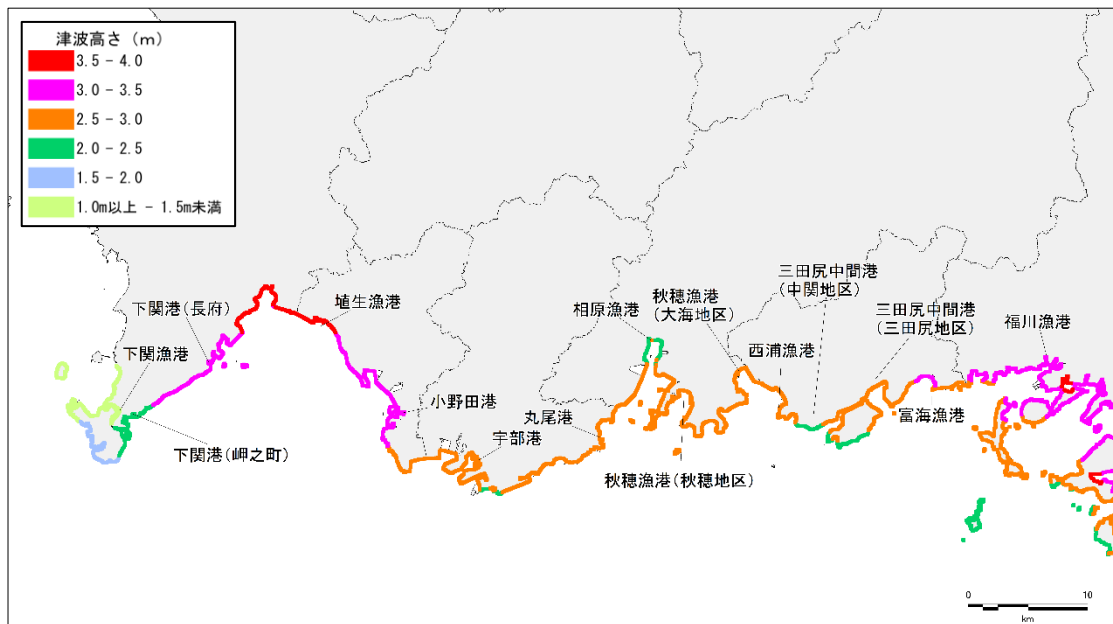 津波高さ（m）
3.5 - 4.0
3.0 - 3.5
2.5 - 3.0
2.0 - 2.5
1.5 - 2.0
1.0m以上 - 1.5m未満
下関港(長府)
埴生漁港
下関漁港
下関港(岬之町)
小野田港
宇部港
丸尾港
相原漁港
秋穂漁港
(大海地区)
秋穂漁港(秋穂地区)
西浦漁港
三田尻中間港
(中関地区)
三田尻中間港
(三田尻地区)
富海漁港
福川漁港
0 10
km